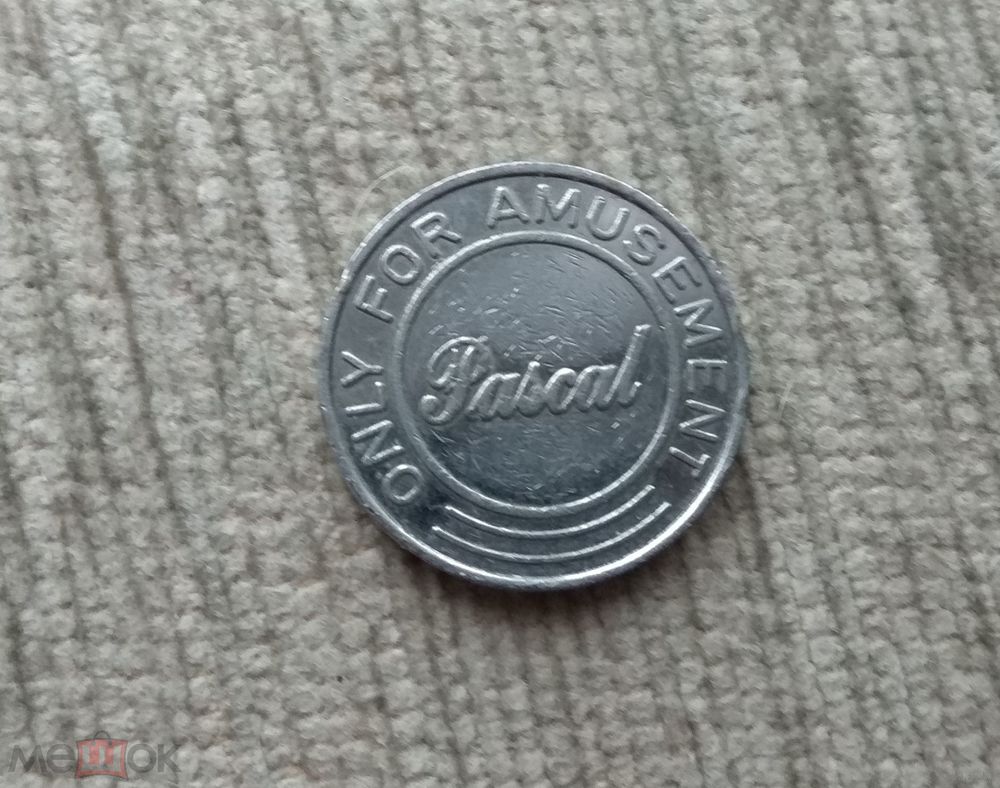 ONLY FOR AMUSEMENT
Pascal
мешок